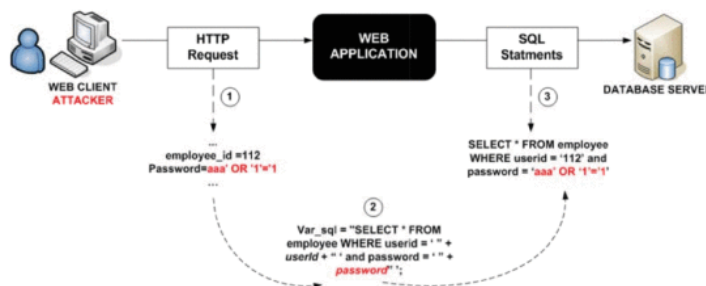 HTTP
Request
WEB
APPLICATION
SQL
Statments
WEB CLIENT
ATTACKER
DATABASE SERVER
1
3
...
employee_id =112
Password=aaa' OR '1'='1
...
SELECT * FROM employee
WHERE userid = '112' and
password = 'aaa' OR '1'='1'
2
Var_sql = "SELECT * FROM
employee WHERE userid = ' " +
userId + " ' and password = ' " +
password" ';